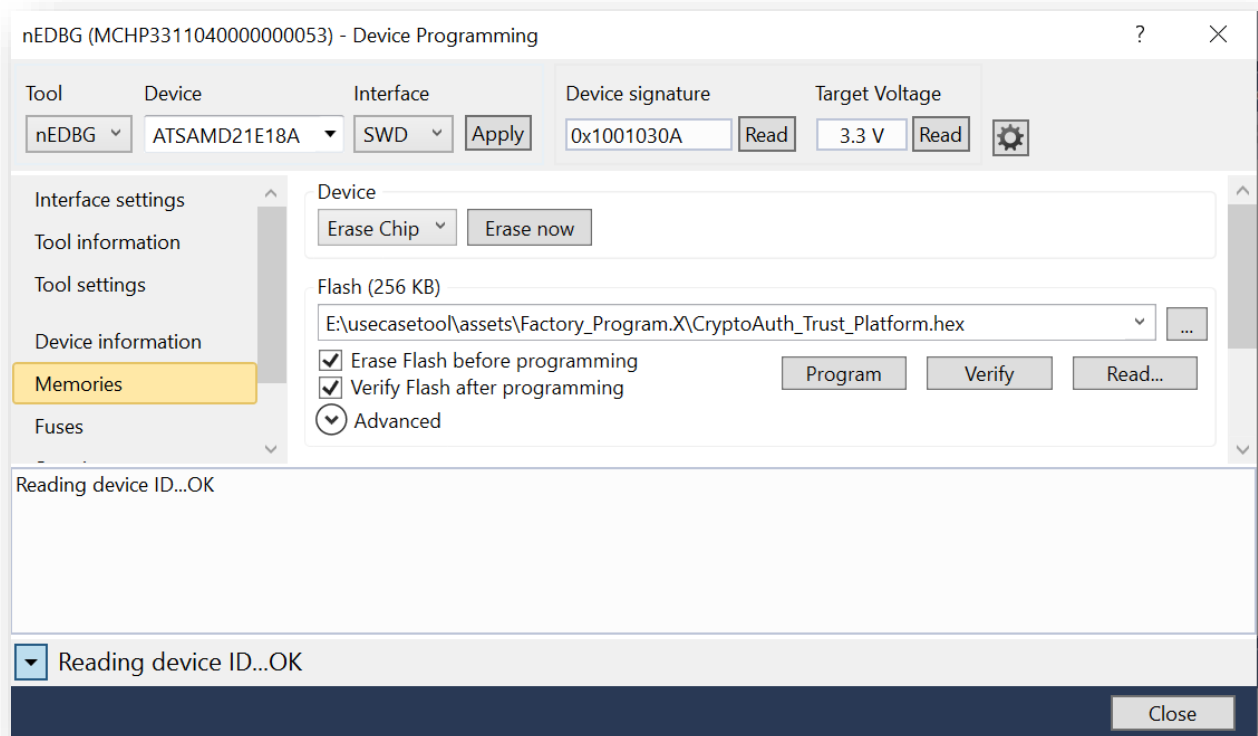 nEDBG (MCHP3311040000000053) - Device Programming
? ×
Tool Device Interface Device signature Target Voltage
nEDBG ATSAMD21E18A SWD Apply 0x1001030A Read 3.3 V Read
Interface settings
Tool information
Tool settings
Device information
Memories
Fuses
Device
Erase Chip Erase now
Flash (256 KB)
E:\usecasetool\assets\Factory_Program.X\CryptoAuth_Trust_Platform.hex ...
Erase Flash before programming
Verify Flash after programming
Program Verify Read...
Advanced
Reading device ID...OK
Reading device ID...OK
Close